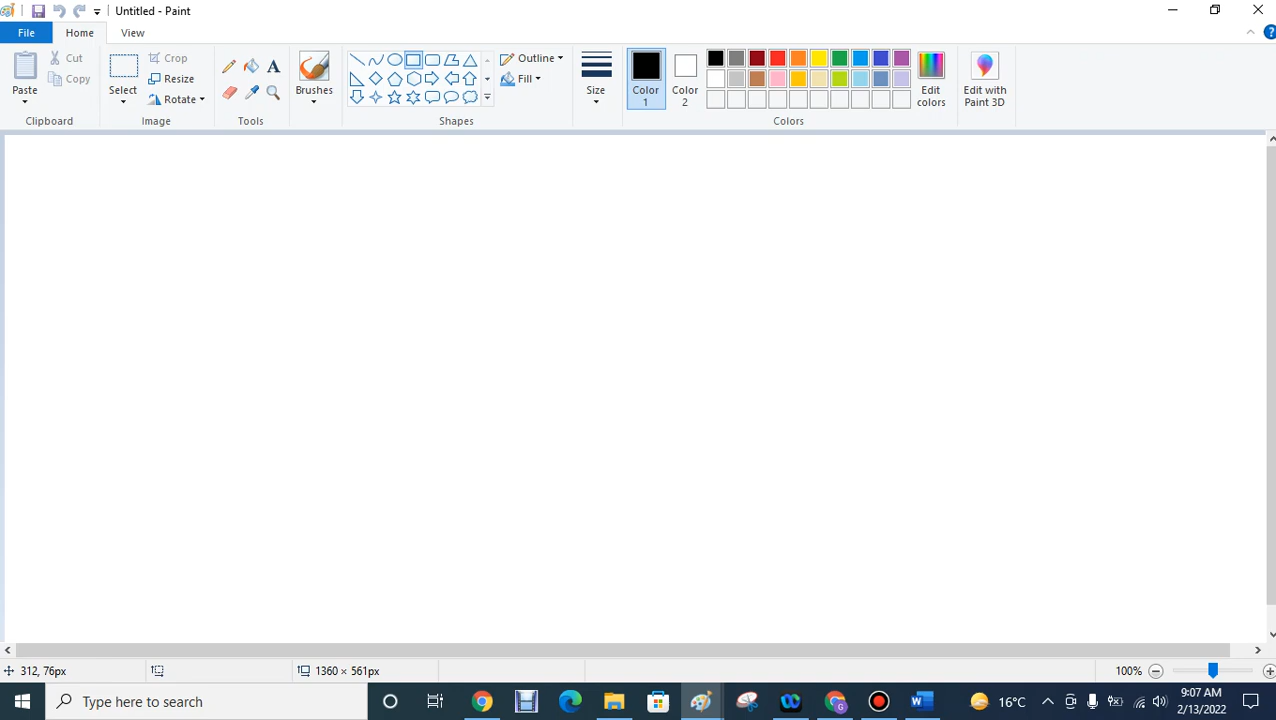 Untitled - Paint
File Home View
Paste
Cut
Copy
Clipboard
Select
Crop
Resize
Rotate
Image
A
Tools
Brushes
Outline
Fill
Shapes
Size
Color 1
Color 2
Edit colors
Colors
Edit with Paint 3D
312, 76px
1360 × 561px
100%
Type here to search
16°C
9:07 AM
2/13/2022